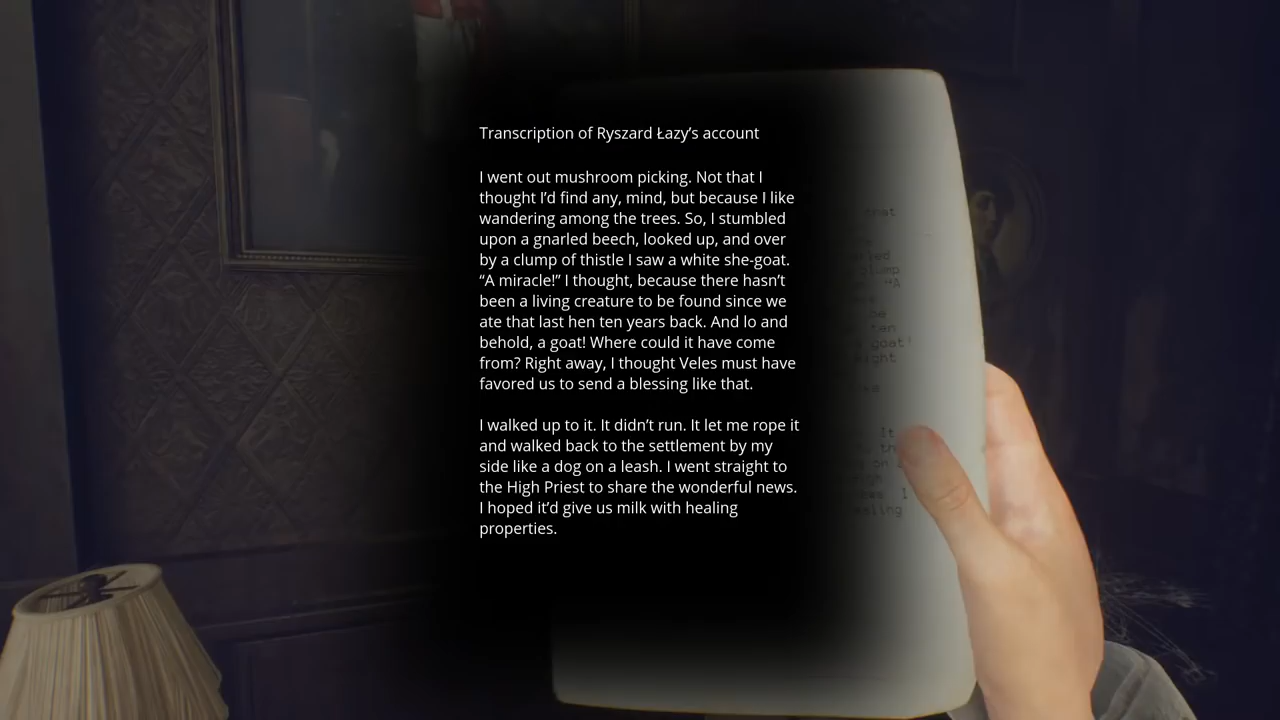 Transcription of Ryszard Łazy’s account
I went out mushroom picking. Not that I
thought I’d find any, mind, but because I like
wandering among the trees. So, I stumbled
upon a gnarled beech, looked up, and over
by a clump of thistle I saw a white she-goat.
“A miracle!” I thought, because there hasn’t
been a living creature to be found since we
ate that last hen ten years back. And lo and
behold, a goat! Where could it have come
from? Right away, I thought Veles must have
favored us to send a blessing like that.
I walked up to it. It didn’t run. It let me rope it
and walked back to the settlement by my
side like a dog on a leash. I went straight to
the High Priest to share the wonderful news.
I hoped it’d give us milk with healing
properties.